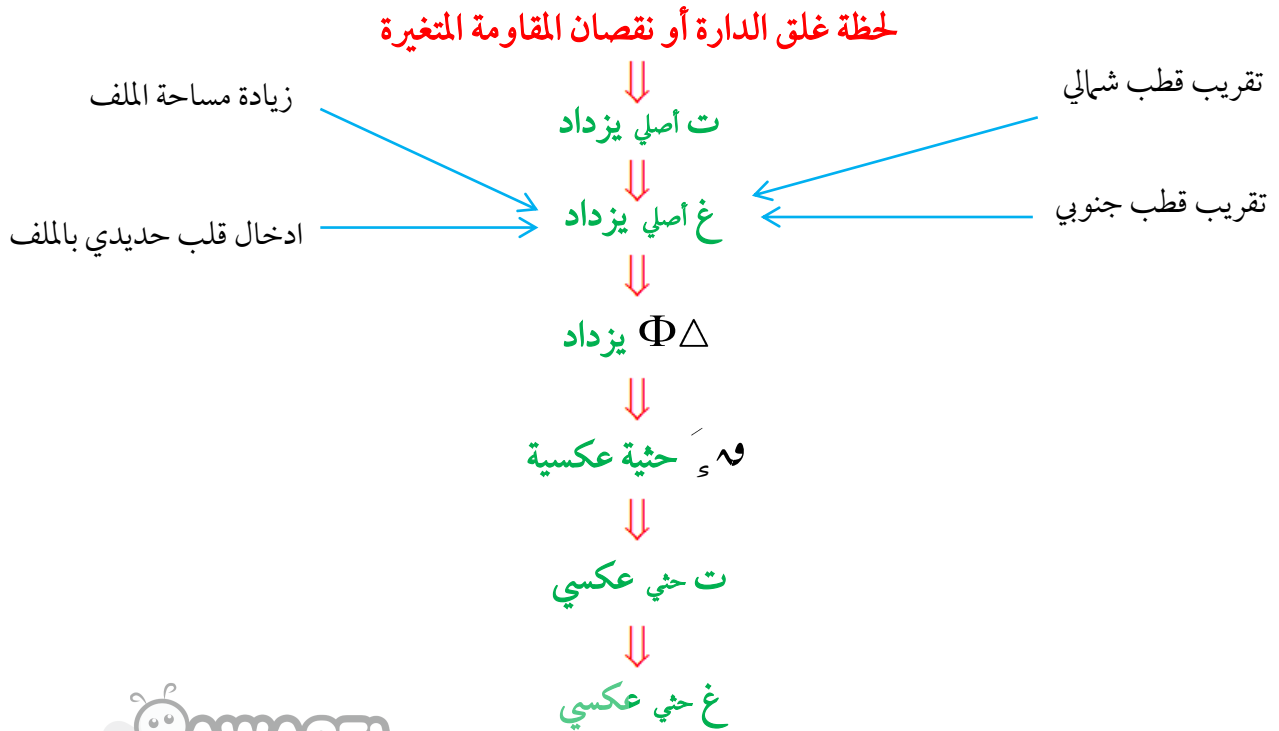 لحظة غلق الدارة أو نقصان المقاومة المتغيرة
تقريب قطب شمالي
زيادة مساحة الملف
ت أصلي يزداد
تقريب قطب جنوبي
غ أصلي يزداد
ادخال قلب حديدي بالملف
△Φ يزداد
حثية عكسية
ت حثي عكسي
غ حثي عكسي